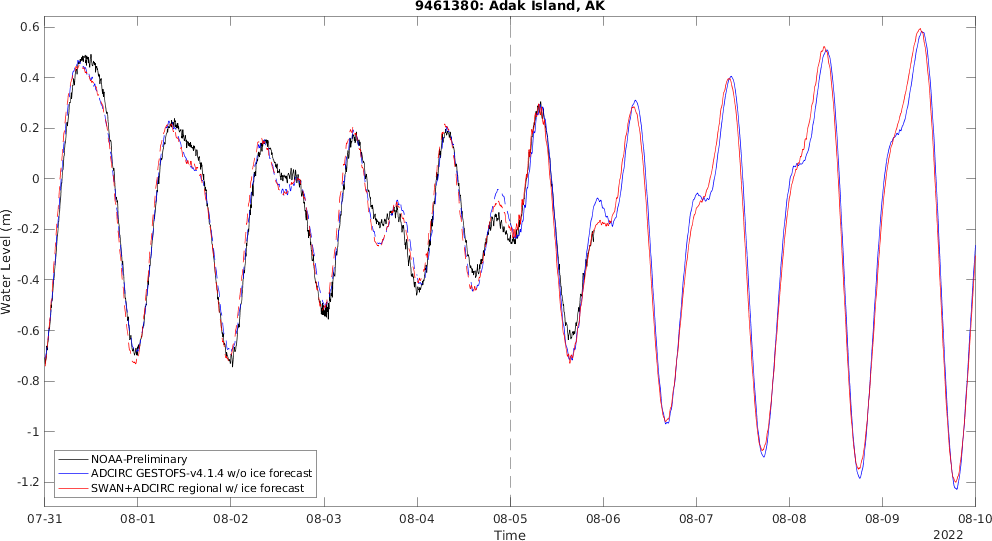 9461380: Adak Island, AK
Water Level (m)
0.6
0.4
0.2
0
-0.2
-0.4
-0.6
-0.8
-1
-1.2
NOAA-Preliminary
ADCIRC GESTOFS-v4.1.4 w/o ice forecast
SWAN+ADCIRC regional w/ ice forecast
07-31 08-01 08-02 08-03 08-04 08-05 08-06 08-07 08-08 08-09 08-10
Time
2022